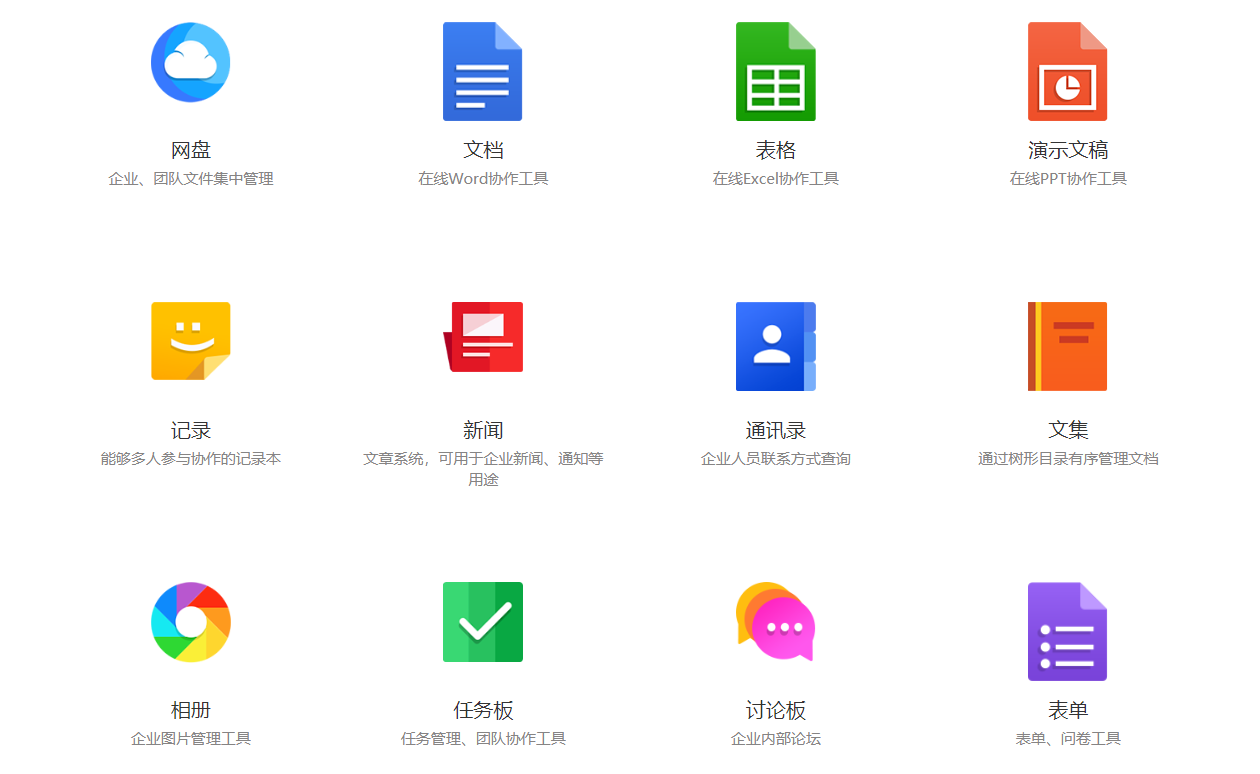 网盘
企业、团队文件集中管理
文档
在线Word协作工具
表格
在线Excel协作工具
演示文稿
在线PPT协作工具
记录
能够多人参与协作的记录本
新闻
文章系统，可用于企业新闻、通知等
用途
通讯录
企业人员联系方式查询
文集
通过树形目录有序管理文档
相册
企业图片管理工具
任务板
任务管理、团队协作工具
讨论板
企业内部论坛
表单
表单、问卷工具